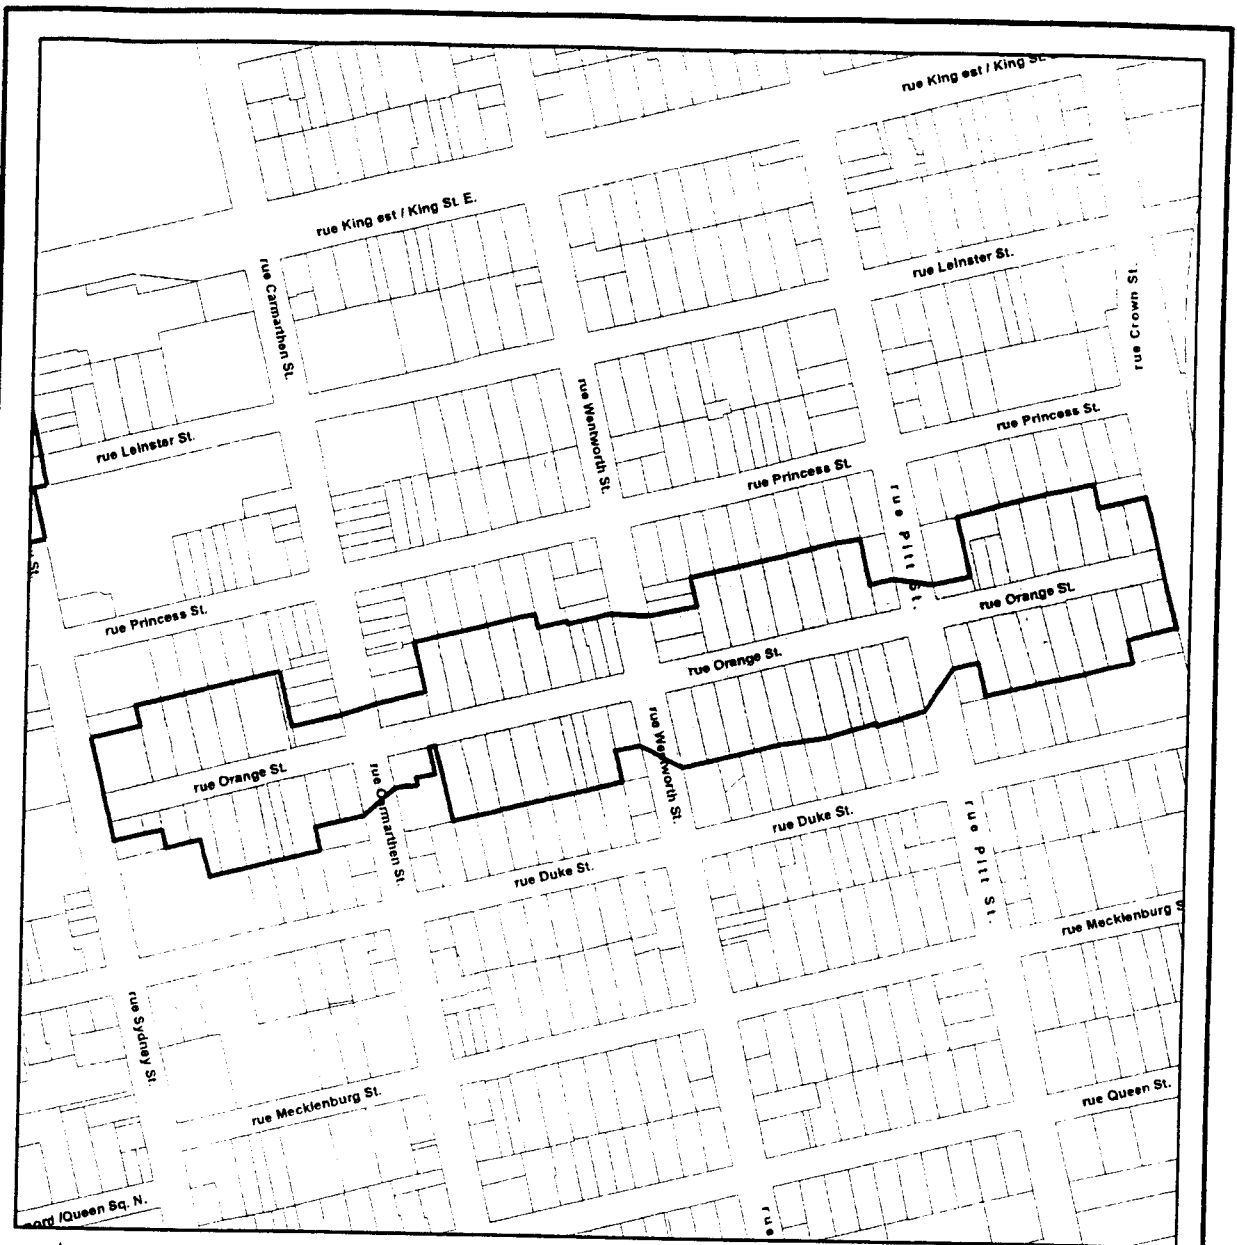 rue King est / King St.
rue King est / King St. E.
rue Leinster St.
rue Carmarthen St.
rue Crown St.
rue Wentworth St.
rue Princess St.
rue Leinster St.
rue Princess St.
rue Pitt St.
St.
rue Princess St.
rue Orange St.
rue Orange St.
rue Wentworth St.
rue Orange St.
rue Carmarthen St.
rue Duke St.
rue Pitt St
rue Duke St.
rue Mecklenburg S
rue Sydney St.
rue Mecklenburg St.
rue Queen St.
nord /Queen Sq. N.
rue